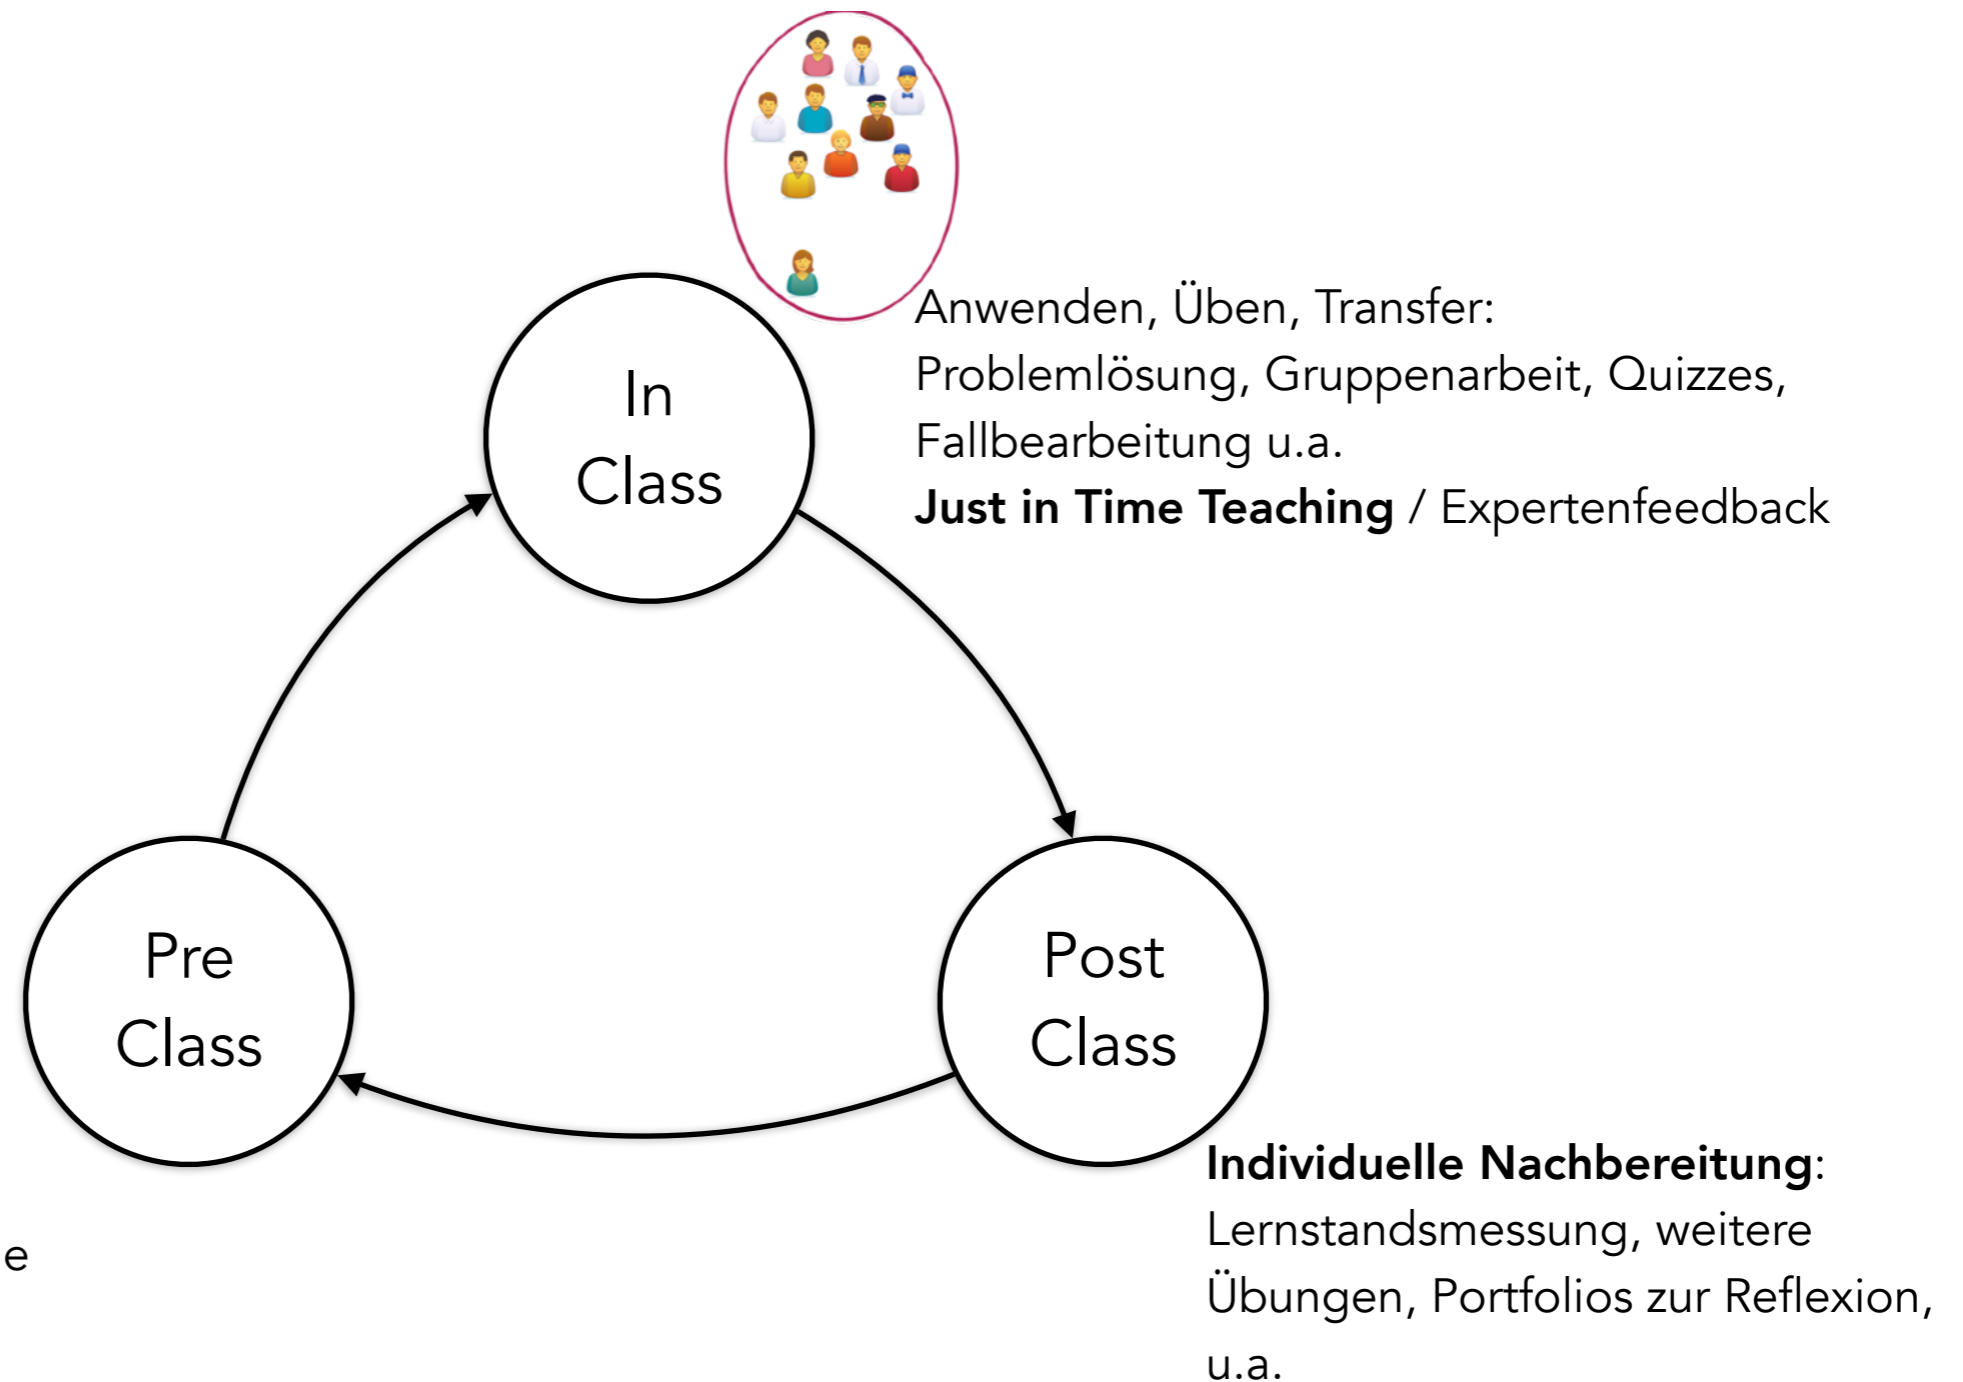 In
Class
Anwenden, Üben, Transfer:
Problemlösung, Gruppenarbeit, Quizzes,
Fallbearbeitung u.a.
Just in Time Teaching / Expertenfeedback
Pre
Class
Post
Class
e
Individuelle Nachbereitung:
Lernstandsmessung, weitere
Übungen, Portfolios zur Reflexion,
u.a.